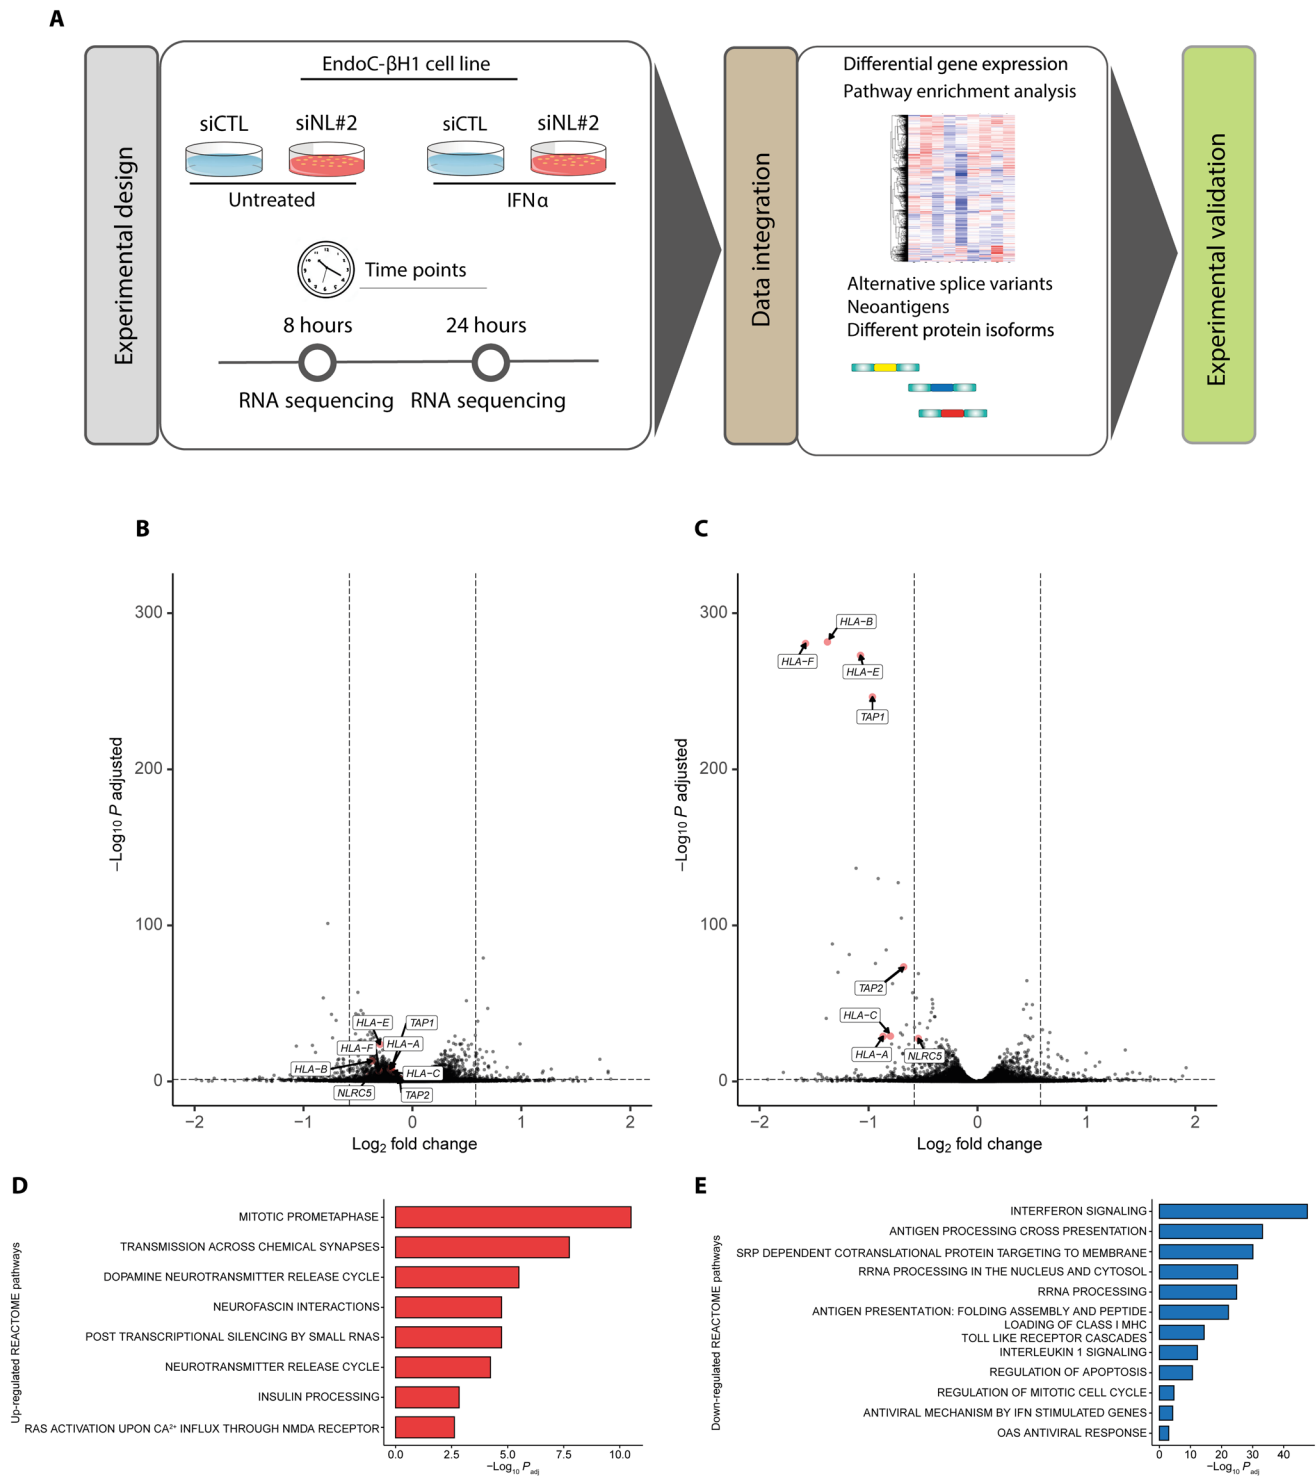 A
Experimental design
EndoC-βH1 cell line
siCTL
siNL#2
siCTL
siNL#2
Untreated
IFNα
Time points
8 hours
24 hours
RNA sequencing
RNA sequencing
Data integration
Differential gene expression
Pathway enrichment analysis
Alternative splice variants
Neoantigens
Different protein isoforms
Experimental validation
B
−Log10 P adjusted
300
200
100
0
HLA−E
TAP1
HLA−F
HLA−A
HLA−B
HLA−C
NLRC5
TAP2
−2
−1
0
1
2
Log2 fold change
C
−Log10 P adjusted
300
200
100
0
HLA−B
HLA−F
HLA−E
TAP1
TAP2
HLA−C
HLA−A
NLRC5
−2
−1
0
1
2
Log2 fold change
D
Up-regulated REACTOME pathways
MITOTIC PROMETAPHASE
TRANSMISSION ACROSS CHEMICAL SYNAPSES
DOPAMINE NEUROTRANSMITTER RELEASE CYCLE
NEUROFASCIN INTERACTIONS
POST TRANSCRIPTIONAL SILENCING BY SMALL RNAS
NEUROTRANSMITTER RELEASE CYCLE
INSULIN PROCESSING
RAS ACTIVATION UPON CA²⁺ INFLUX THROUGH NMDA RECEPTOR
0.0
2.5
5.0
7.5
10.0
−Log10 Padj
E
Down-regulated REACTOME pathways
INTERFERON SIGNALING
ANTIGEN PROCESSING CROSS PRESENTATION
SRP DEPENDENT COTRANSLATIONAL PROTEIN TARGETING TO MEMBRANE
RRNA PROCESSING IN THE NUCLEUS AND CYTOSOL
RRNA PROCESSING
ANTIGEN PRESENTATION: FOLDING ASSEMBLY AND PEPTIDE
LOADING OF CLASS I MHC
TOLL LIKE RECEPTOR CASCADES
INTERLEUKIN 1 SIGNALING
REGULATION OF APOPTOSIS
REGULATION OF MITOTIC CELL CYCLE
ANTIVIRAL MECHANISM BY IFN STIMULATED GENES
OAS ANTIVIRAL RESPONSE
0
10
20
30
40
−Log10 Padj